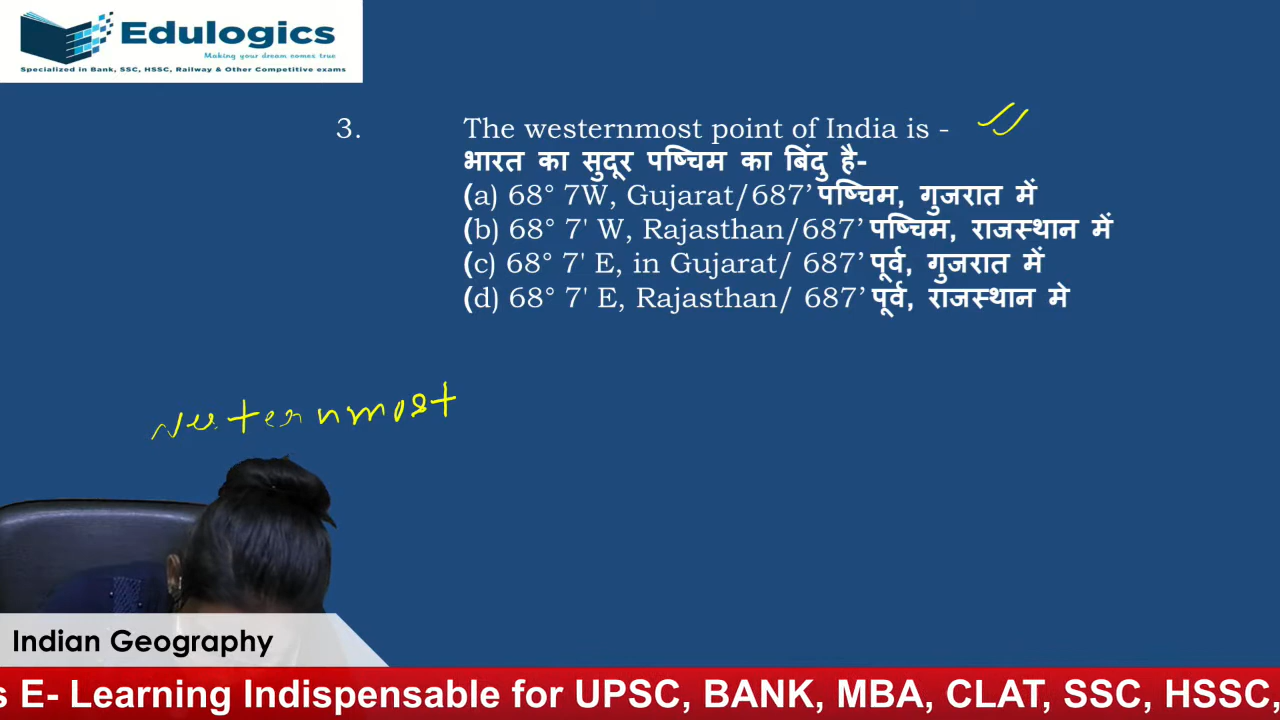 Edulogics
Making your dream comes true
Specialized in Bank, SSC, HSSC, Railway & Other Competitive exams
3. The westernmost point of India is -
भारत का सुदूर पष्चिम का बिंदु है-
(a) 68° 7W, Gujarat/687’ पष्चिम, गुजरात में
(b) 68° 7' W, Rajasthan/687’ पष्चिम, राजस्थान में
(c) 68° 7' E, in Gujarat/ 687’ पूर्व, गुजरात में
(d) 68° 7' E, Rajasthan/ 687’ पूर्व, राजस्थान मे
Indian Geography
s E- Learning Indispensable for UPSC, BANK, MBA, CLAT, SSC, HSSC,